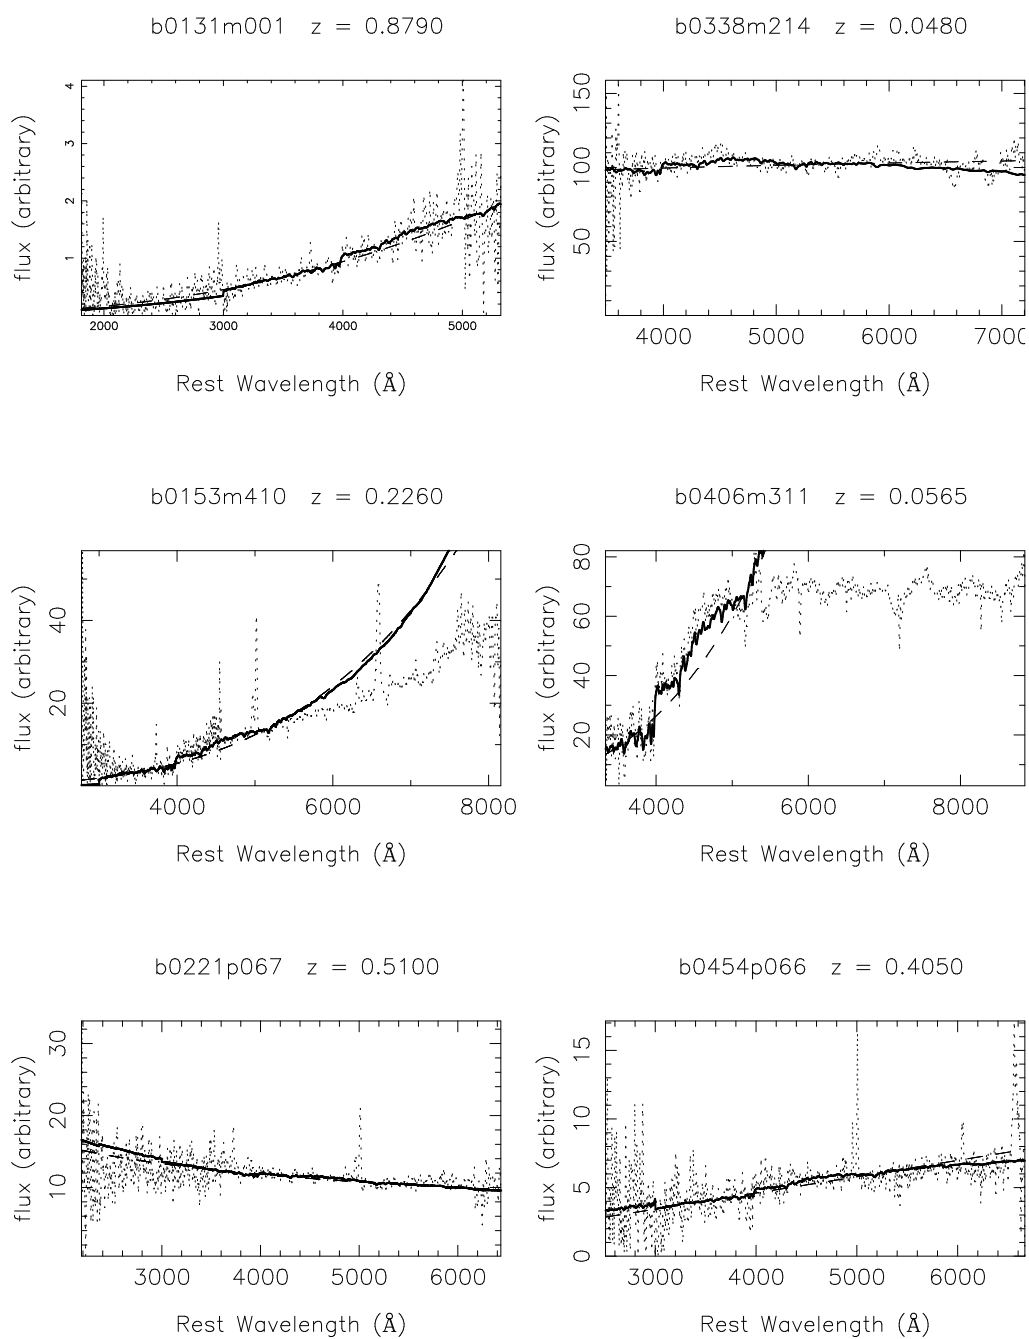 b0131m001 z = 0.8790
b0338m214 z = 0.0480
flux (arbitrary)
4
3
2
1
2000 3000 4000 5000
Rest Wavelength (Å)
flux (arbitrary)
150
100
50
4000 5000 6000 7000
Rest Wavelength (Å)
b0153m410 z = 0.2260
b0406m311 z = 0.0565
flux (arbitrary)
40
20
4000 6000 8000
Rest Wavelength (Å)
flux (arbitrary)
80
60
40
20
4000 6000 8000
Rest Wavelength (Å)
b0221p067 z = 0.5100
b0454p066 z = 0.4050
flux (arbitrary)
30
20
10
3000 4000 5000 6000
Rest Wavelength (Å)
flux (arbitrary)
15
10
5
0
3000 4000 5000 6000
Rest Wavelength (Å)